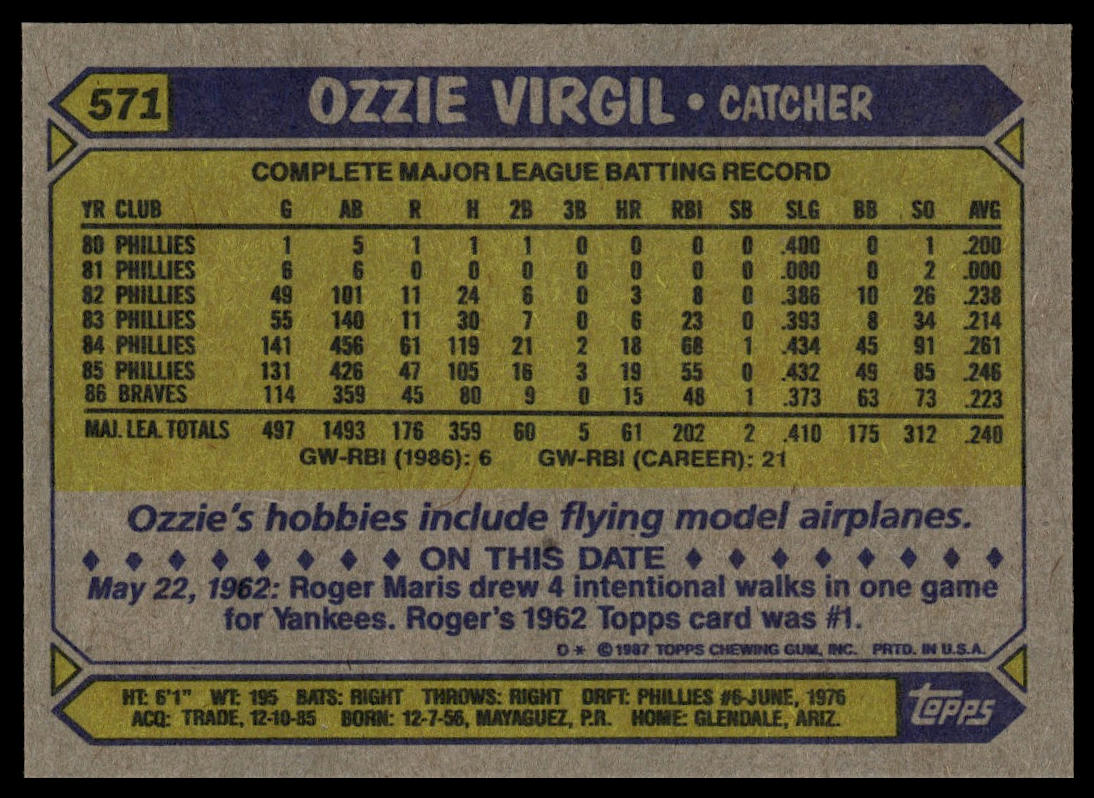 571 OZZIE VIRGIL • CATCHER
COMPLETE MAJOR LEAGUE BATTING RECORD
YR CLUB G AB R H 2B 3B HR RBI SB SLG BB SO AVG
80 PHILLIES 1 5 1 1 1 0 0 0 0 .400 0 1 .200
81 PHILLIES 6 6 0 0 0 0 0 0 0 .000 0 2 .000
82 PHILLIES 49 101 11 24 6 0 3 8 0 .386 10 26 .238
83 PHILLIES 55 140 11 30 7 0 6 23 0 .393 8 34 .214
84 PHILLIES 141 456 61 119 21 2 18 68 1 .434 45 91 .261
85 PHILLIES 131 426 47 105 16 3 19 55 0 .432 49 85 .246
86 BRAVES 114 359 45 80 9 0 15 48 1 .373 63 73 .223
MAJ. LEA. TOTALS 497 1493 176 359 60 5 61 202 2 .410 175 312 .240
GW-RBI (1986): 6 GW-RBI (CAREER): 21
Ozzie's hobbies include flying model airplanes.
♦ ♦ ♦ ♦ ♦ ♦ ♦ ♦ ON THIS DATE ♦ ♦ ♦ ♦ ♦ ♦ ♦ ♦
May 22, 1962: Roger Maris drew 4 intentional walks in one game
for Yankees. Roger's 1962 Topps card was #1.
D* ©1987 TOPPS CHEWING GUM, INC. PRTD. IN U.S.A.
HT: 6'1" WT: 195 BATS: RIGHT THROWS: RIGHT DRFT: PHILLIES #6-JUNE, 1976
ACQ: TRADE, 12-10-85 BORN: 12-7-56, MAYAGUEZ, P.R. HOME: GLENDALE, ARIZ.
Topps